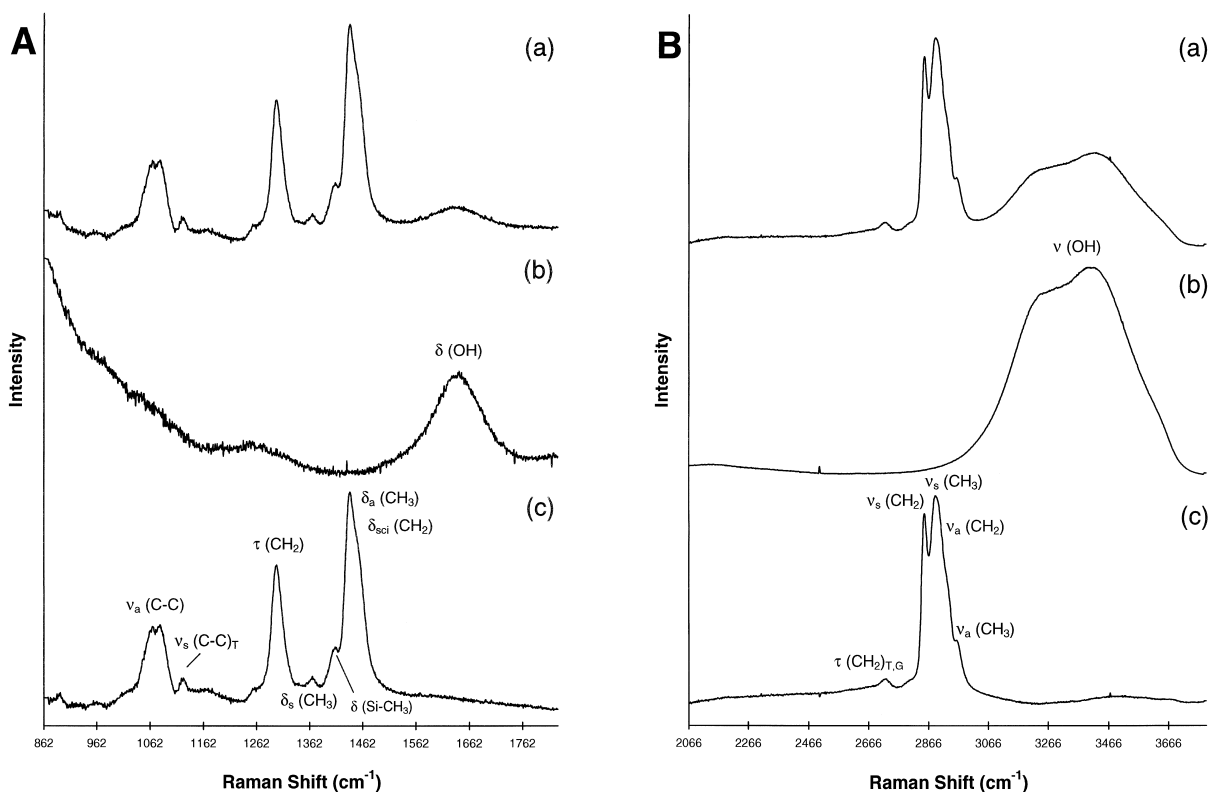 A
(a)
(b)
δ (OH)
(c)
δa (CH3)
δsci (CH2)
τ (CH2)
νa (C-C)
νs (C-C)T
δs (CH3)
δ (Si-CH3)
Intensity
862 962 1062 1162 1262 1362 1462 1562 1662 1762
Raman Shift (cm-1)
B
(a)
ν (OH)
(b)
νs (CH3)
νs (CH2)
(c)
νa (CH2)
νa (CH3)
τ (CH2)T,G
Intensity
2066 2266 2466 2666 2866 3066 3266 3466 3666
Raman Shift (cm-1)